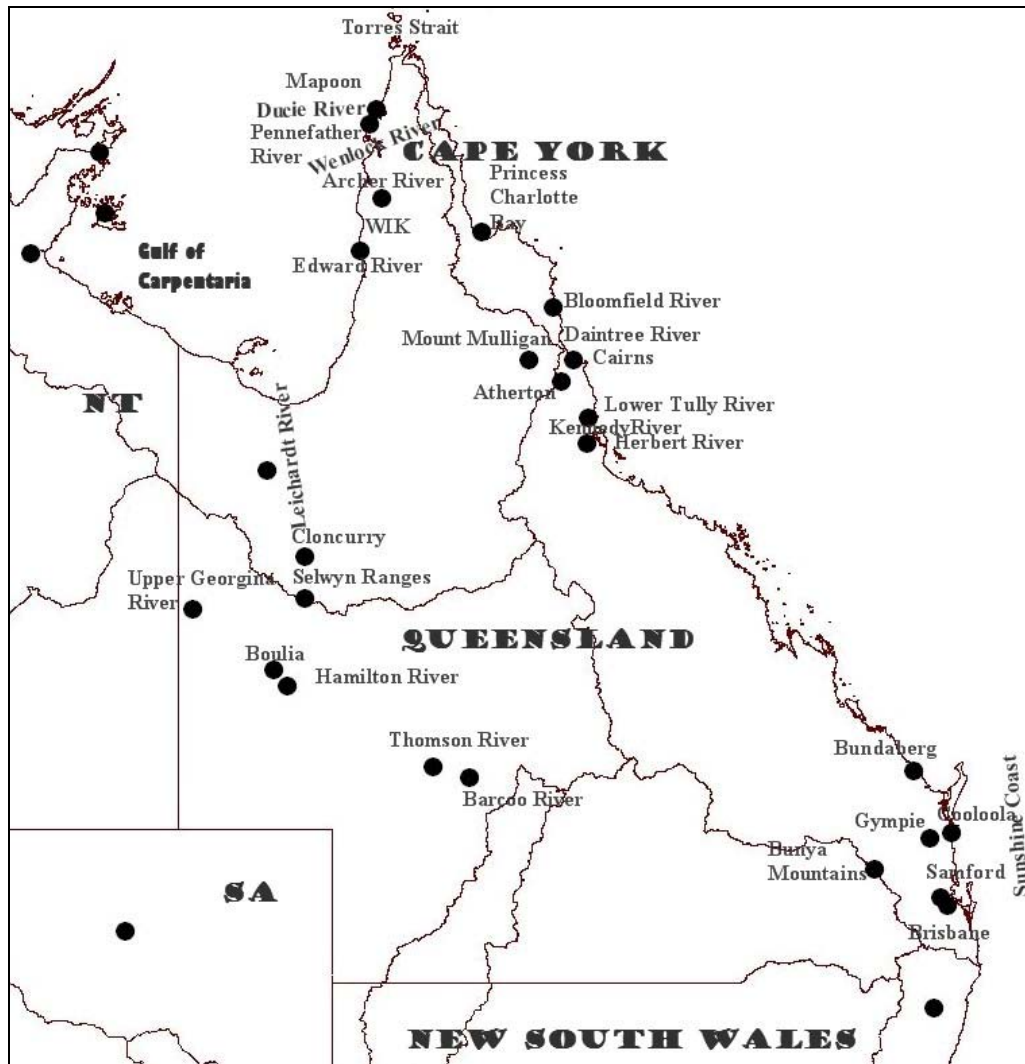 Torres Strait
Mapoon
Ducie River
Pennefather
River
Wenlock River
CAPE YORK
Archer River
Princess
Charlotte
Bay
WIK
Gulf of
Carpentaria
Edward River
Bloomfield River
Mount Mulligan
Daintree River
Cairns
Atherton
NT
Lower Tully River
KennedyRiver
Herbert River
Leichardt River
Cloncurry
Upper Georgina
River
Selwyn Ranges
QUEENSLAND
Boulia
Hamilton River
Thomson River
Barcoo River
Bundaberg
Sunshine Coast
Gympie
Cooloola
Bunya
Mountains
Samford
SA
Brisbane
NEW SOUTH WALES